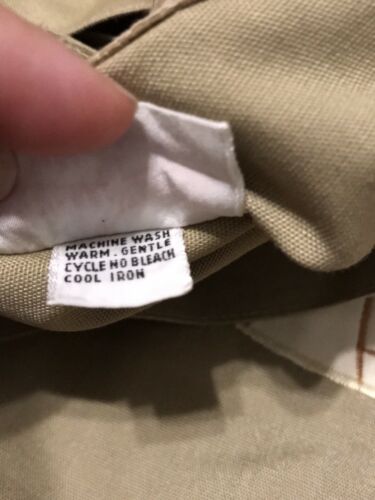 MACHINE WASH
WARM. GENTLE
CYCLE NO BLEACH
COOL IRON